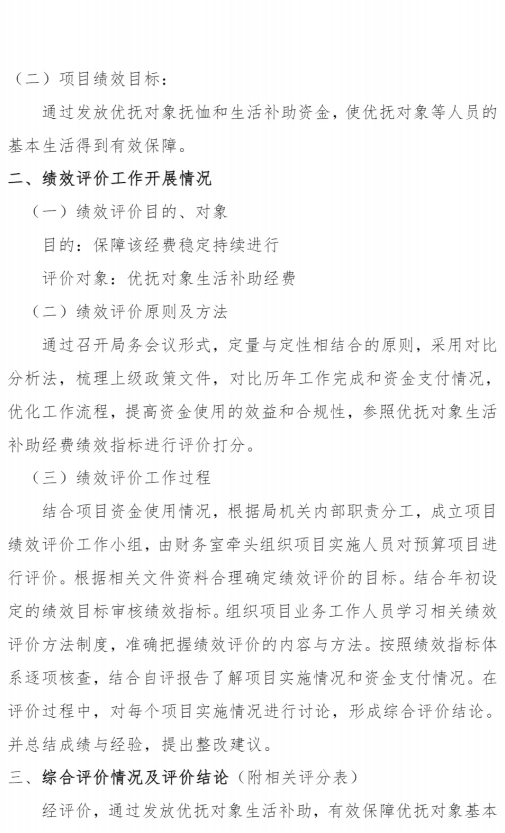 （二）项目绩效目标：
通过发放优抚对象抚恤和生活补助资金，使优抚对象等人员的
基本生活得到有效保障。
二、绩效评价工作开展情况
（一）绩效评价目的、对象
目的：保障该经费稳定持续进行
评价对象：优抚对象生活补助经费
（二）绩效评价原则及方法
通过召开局务会议形式，定量与定性相结合的原则，采用对比
分析法，梳理上级政策文件，对比历年工作完成和资金支付情况，
优化工作流程，提高资金使用的效益和合规性，参照优抚对象生活
补助经费绩效指标进行评价打分。
（三）绩效评价工作过程
结合项目资金使用情况，根据局机关内部职责分工，成立项目
绩效评价工作小组，由财务室牵头组织项目实施人员对预算项目进
行评价。根据相关文件资料合理确定绩效评价的目标。结合年初设
定的绩效目标审核绩效指标。组织项目业务工作人员学习相关绩效
评价方法制度，准确把握绩效评价的内容与方法。按照绩效指标体
系逐项核查，结合自评报告了解项目实施情况和资金支付情况。在
评价过程中，对每个项目实施情况进行讨论，形成综合评价结论。
并总结成绩与经验，提出整改建议。
三、综合评价情况及评价结论（附相关评分表）
经评价，通过发放优抚对象生活补助，有效保障优抚对象基本